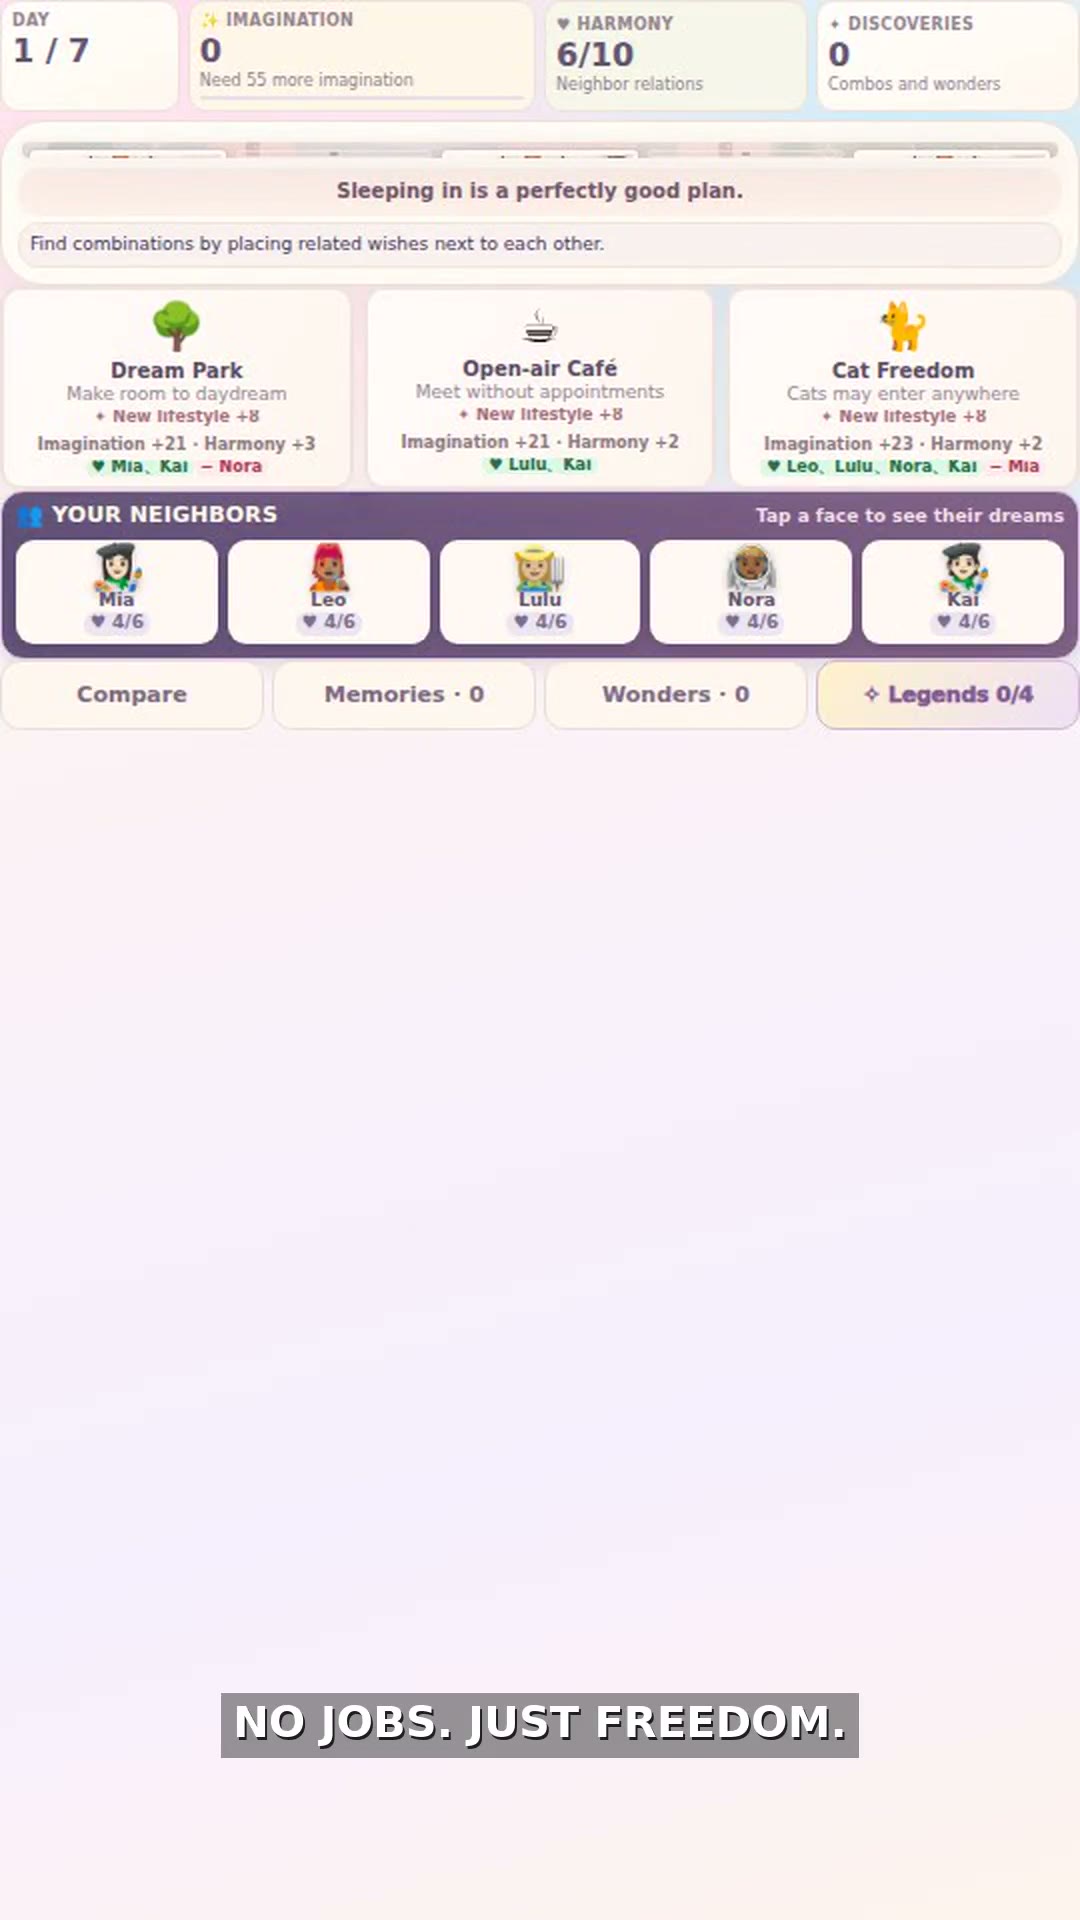 DAY
1 / 7
✨ IMAGINATION
0
Need 55 more imagination
♥ HARMONY
6/10
Neighbor relations
✦ DISCOVERIES
0
Combos and wonders
Sleeping in is a perfectly good plan.
Find combinations by placing related wishes next to each other.
Dream Park
Make room to daydream
✦ New lifestyle +8
Imagination +21 · Harmony +3
♥ Mia、Kai − Nora
Open-air Café
Meet without appointments
✦ New lifestyle +8
Imagination +21 · Harmony +2
♥ Lulu、Kai
Cat Freedom
Cats may enter anywhere
✦ New lifestyle +8
Imagination +23 · Harmony +2
♥ Leo、Lulu、Nora、Kai − Mia
👥 YOUR NEIGHBORS
Tap a face to see their dreams
Mia
♥ 4/6
Leo
♥ 4/6
Lulu
♥ 4/6
Nora
♥ 4/6
Kai
♥ 4/6
Compare
Memories · 0
Wonders · 0
✧ Legends 0/4
NO JOBS. JUST FREEDOM.